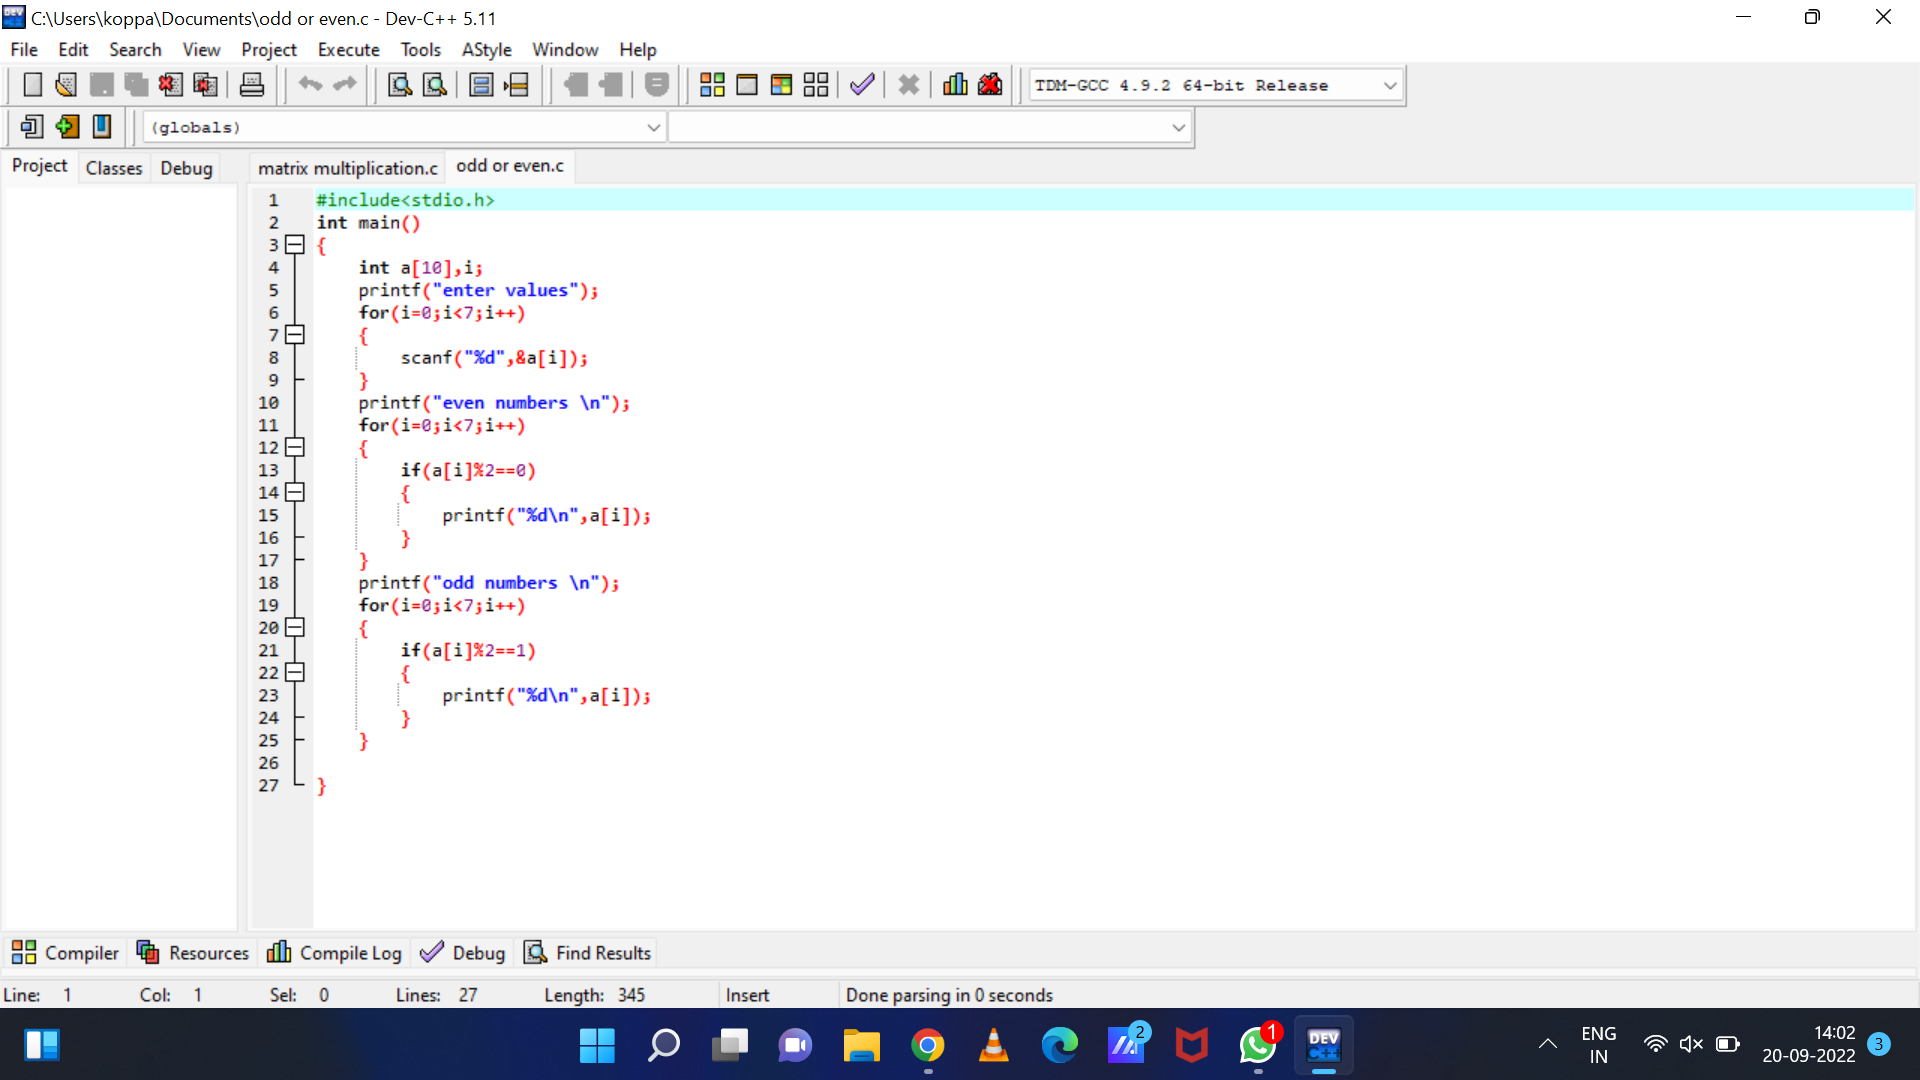 C:\Users\koppa\Documents\odd or even.c - Dev-C++ 5.11
File Edit Search View Project Execute Tools AStyle Window Help
TDM-GCC 4.9.2 64-bit Release
(globals)
Project Classes Debug matrix multiplication.c odd or even.c
1 #include<stdio.h>
2 int main()
3 {
4 int a[10],i;
5 printf("enter values");
6 for(i=0;i<7;i++)
7 {
8 scanf("%d",&a[i]);
9 }
10 printf("even numbers \n");
11 for(i=0;i<7;i++)
12 {
13 if(a[i]%2==0)
14 {
15 printf("%d\n",a[i]);
16 }
17 }
18 printf("odd numbers \n");
19 for(i=0;i<7;i++)
20 {
21 if(a[i]%2==1)
22 {
23 printf("%d\n",a[i]);
24 }
25 }
26
27 }
Compiler Resources Compile Log Debug Find Results
Line: 1 Col: 1 Sel: 0 Lines: 27 Length: 345 Insert Done parsing in 0 seconds
2 1 DEV C++ ENG IN 14:02 20-09-2022 3